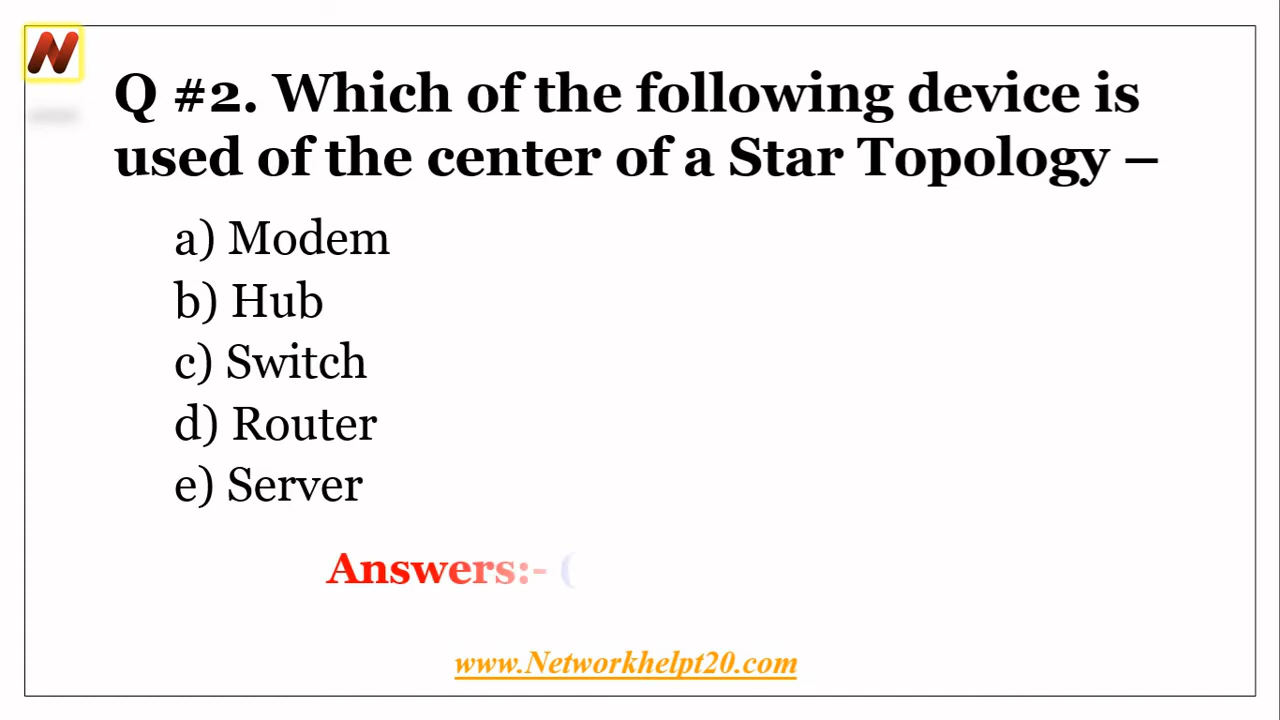 N
Q #2. Which of the following device is
used of the center of a Star Topology –
a) Modem
b) Hub
c) Switch
d) Router
e) Server
Answers:- (
www.Networkhelpt20.com